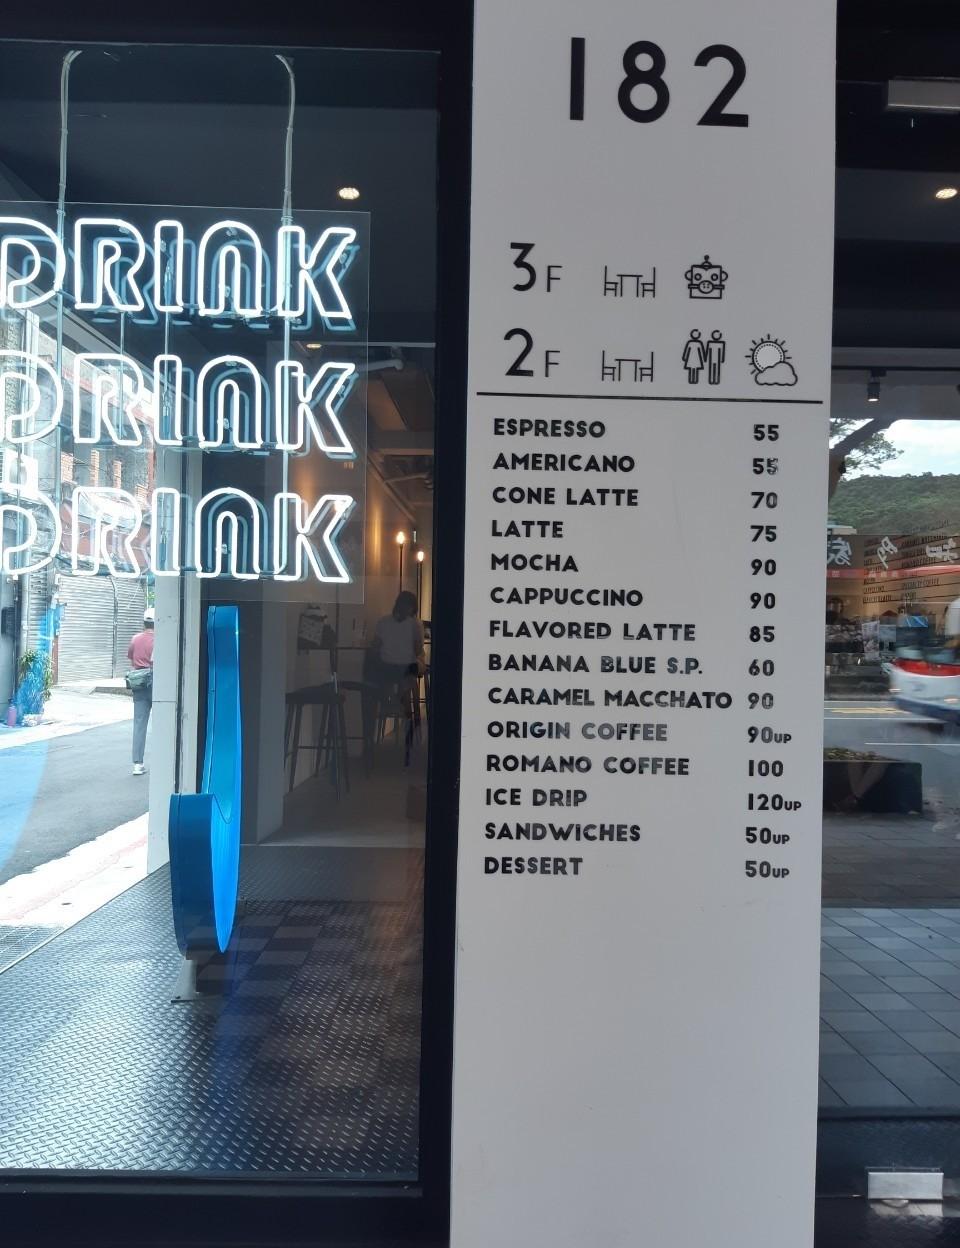 DRINK
DRINK
DRINK
182
3F
2F
ESPRESSO 55
AMERICANO 55
CONE LATTE 70
LATTE 75
MOCHA 90
CAPPUCCINO 90
FLAVORED LATTE 85
BANANA BLUE S.P. 60
CARAMEL MACCHATO 90
ORIGIN COFFEE 90UP
ROMANO COFFEE 100
ICE DRIP 120UP
SANDWICHES 50UP
DESSERT 50UP